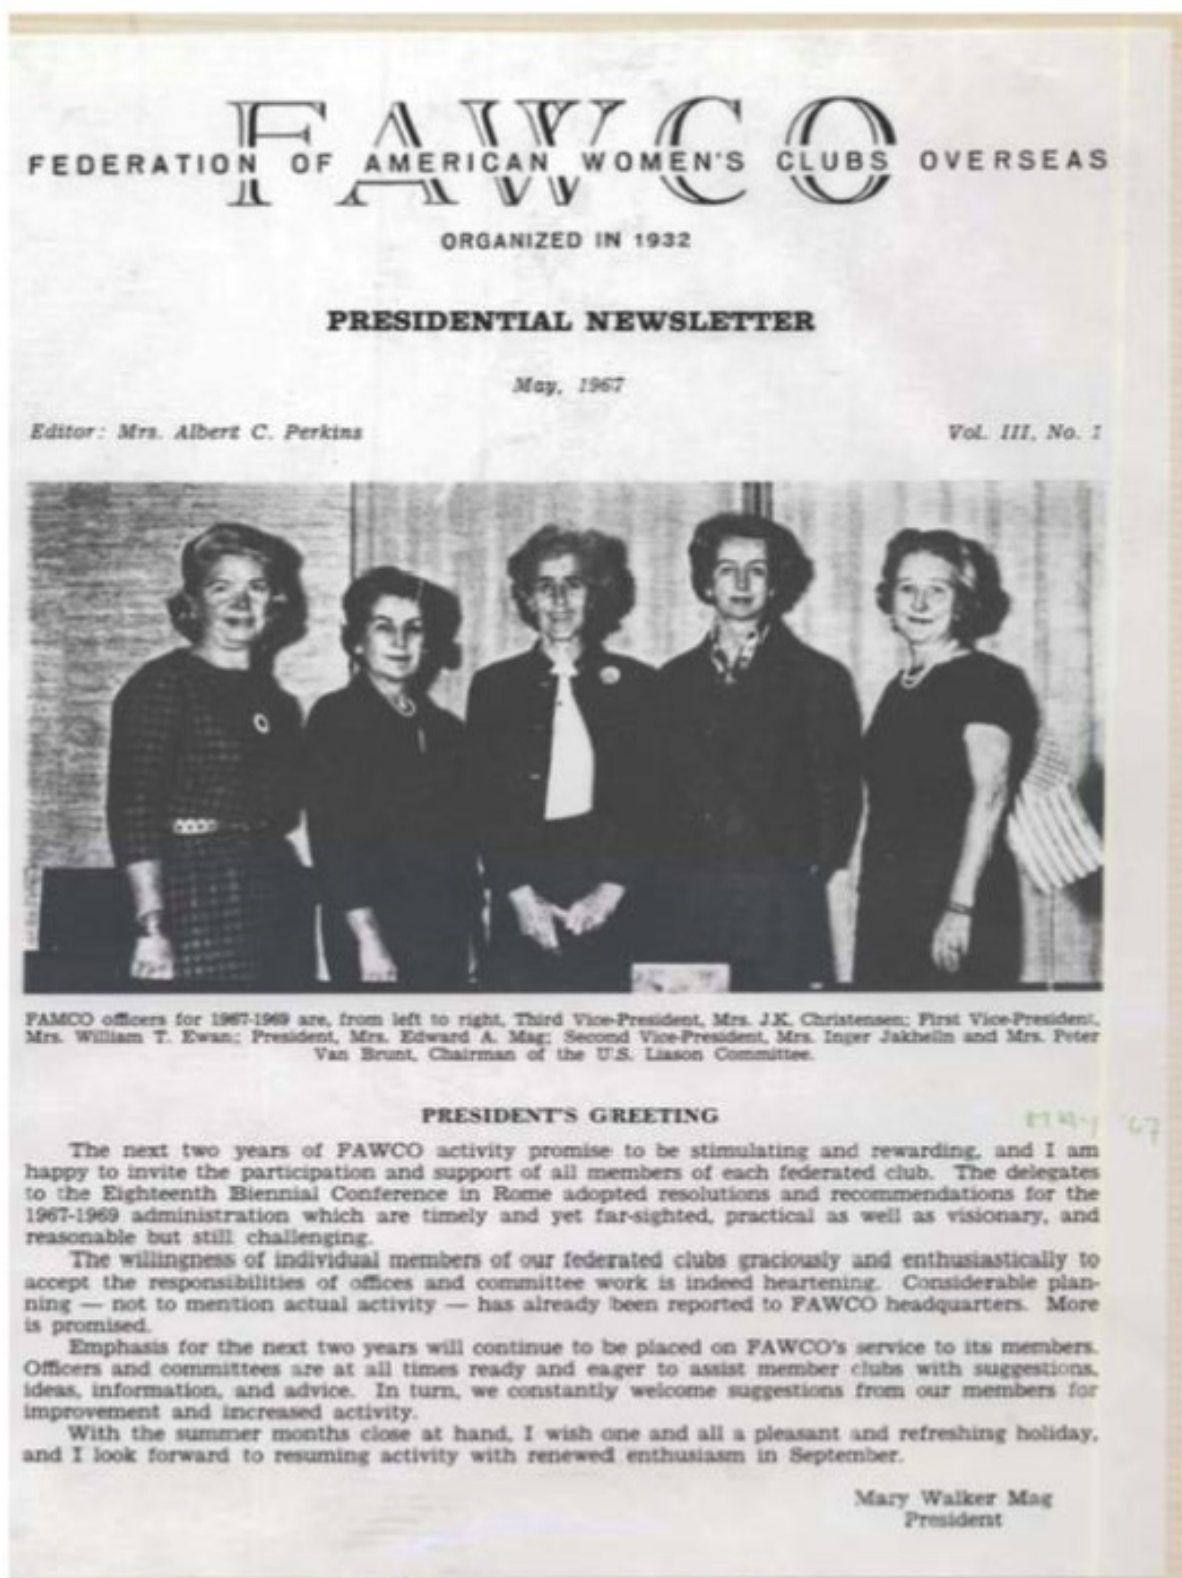 FAWCO
FEDERATION OF AMERICAN WOMEN'S CLUBS OVERSEAS
ORGANIZED IN 1932
PRESIDENTIAL NEWSLETTER
May, 1967
Editor: Mrs. Albert C. Perkins
Vol. III, No. 1
FAMCO officers for 1967-1969 are, from left to right, Third Vice-President, Mrs. J.K. Christensen; First Vice-President,
Mrs. William T. Ewan; President, Mrs. Edward A. Mag; Second Vice-President, Mrs. Inger Jakhelln and Mrs. Peter
Van Brunt, Chairman of the U.S. Liason Committee.
PRESIDENT'S GREETING
MAY '67
The next two years of FAWCO activity promise to be stimulating and rewarding, and I am
happy to invite the participation and support of all members of each federated club. The delegates
to the Eighteenth Biennial Conference in Rome adopted resolutions and recommendations for the
1967-1969 administration which are timely and yet far-sighted, practical as well as visionary, and
reasonable but still challenging.
The willingness of individual members of our federated clubs graciously and enthusiastically to
accept the responsibilities of offices and committee work is indeed heartening. Considerable plan-
ning — not to mention actual activity — has already been reported to FAWCO headquarters. More
is promised.
Emphasis for the next two years will continue to be placed on FAWCO's service to its members.
Officers and committees are at all times ready and eager to assist member clubs with suggestions,
ideas, information, and advice. In turn, we constantly welcome suggestions from our members for
improvement and increased activity.
With the summer months close at hand, I wish one and all a pleasant and refreshing holiday,
and I look forward to resuming activity with renewed enthusiasm in September.
Mary Walker Mag
President